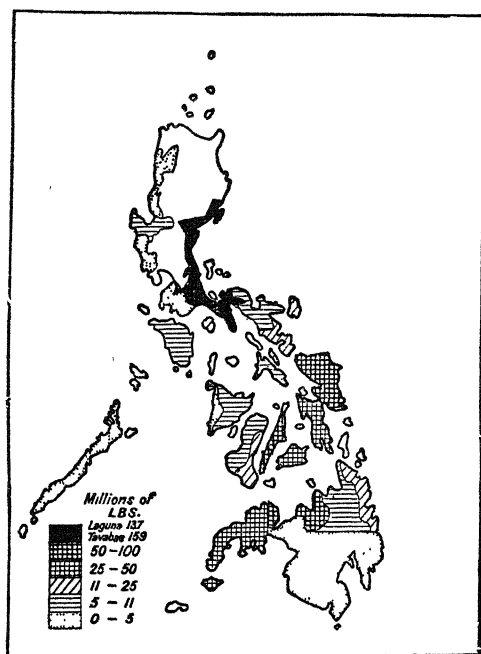 Millions of
LBS.
Laguna 137
Tayabas 159
50-100
25-50
11-25
5-11
0-5